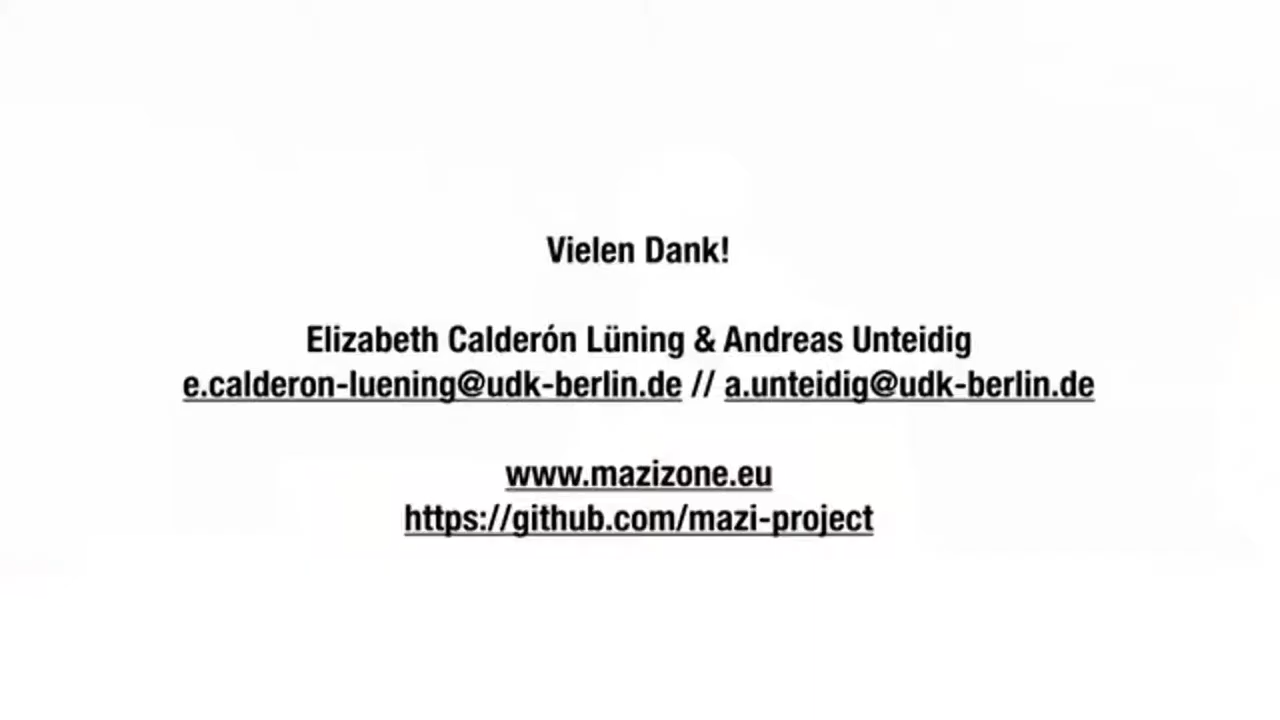 Vielen Dank!
Elizabeth Calderón Lüning & Andreas Unteidig
e.calderon-luening@udk-berlin.de // a.unteidig@udk-berlin.de
www.mazizone.eu
https://github.com/mazi-project